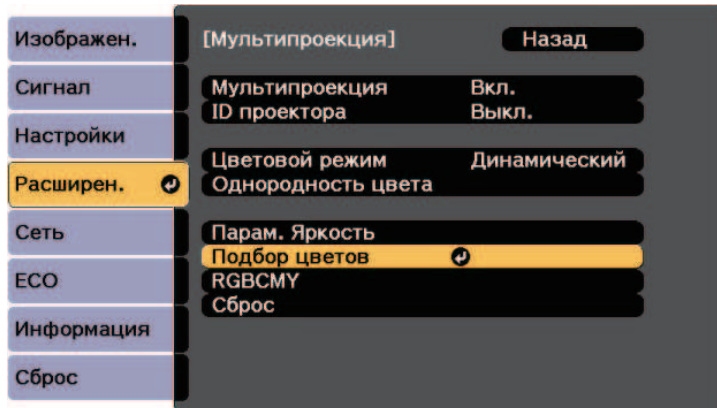 Изображен.
Сигнал
Настройки
Расширен.
Сеть
ECO
Информация
Сброс
[Мультипроекция] Назад
Мультипроекция Вкл.
ID проектора Выкл.
Цветовой режим Динамический
Однородность цвета
Парам. Яркость
Подбор цветов
RGBCMY
Сброс